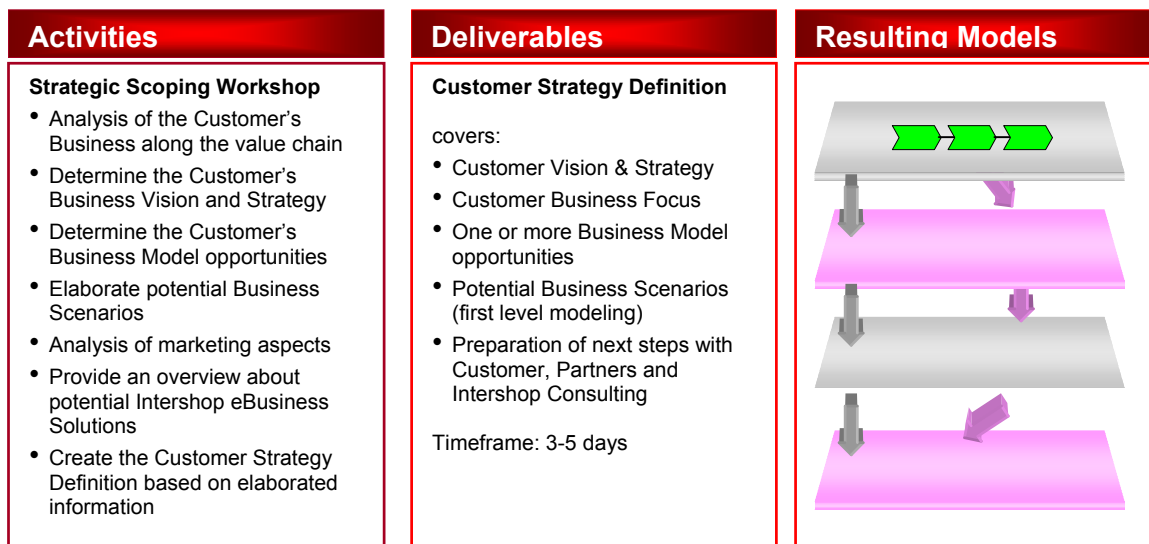 Activities
Strategic Scoping Workshop
• Analysis of the Customer's
Business along the value chain
• Determine the Customer's
Business Vision and Strategy
• Determine the Customer's
Business Model opportunities
• Elaborate potential Business
Scenarios
• Analysis of marketing aspects
• Provide an overview about
potential Intershop eBusiness
Solutions
• Create the Customer Strategy
Definition based on elaborated
information
Deliverables
Customer Strategy Definition
covers:
• Customer Vision & Strategy
• Customer Business Focus
• One or more Business Model
opportunities
• Potential Business Scenarios
(first level modeling)
• Preparation of next steps with
Customer, Partners and
Intershop Consulting
Timeframe: 3-5 days
Resulting Models